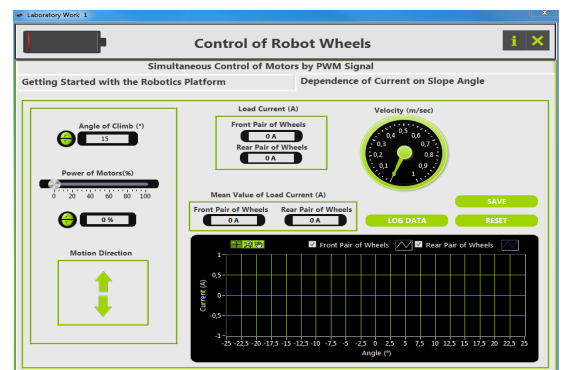 Laboratory Work 1
Control of Robot Wheels
i
Simultaneous Control of Motors by PWM Signal
Getting Started with the Robotics Platform
Dependence of Current on Slope Angle
Angle of Climb (°)
15
Power of Motors(%)
0 20 40 60 80 100
0 %
Motion Direction
Load Current (A)
Front Pair of Wheels
0 A
Rear Pair of Wheels
0 A
Mean Value of Load Current (A)
Front Pair of Wheels Rear Pair of Wheels
0 A 0 A
Velocity (m/sec)
0,5
0,4 0,6
0,3 0,7
0,2 0,8
0,1 0,9
0 1
SAVE
LOG DATA RESET
Front Pair of Wheels Rear Pair of Wheels
1
0,5
0
-0,5
-1
Current (A)
-25 -22,5 -20 -17,5 -15 -12,5 -10 -7,5 -5 -2,5 0 2,5 5 7,5 10 12,5 15 17,5 20 22,5 25
Angle (°)